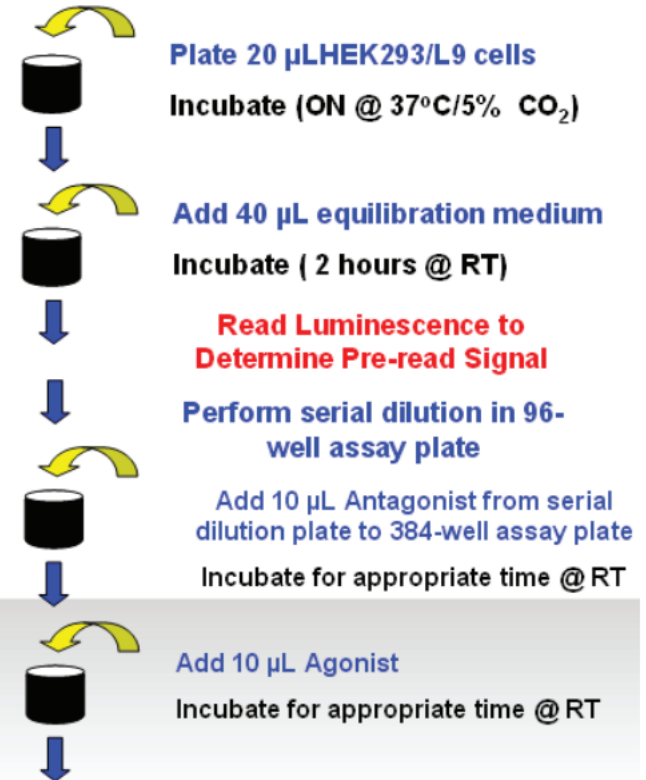 Plate 20 µLHEK293/L9 cells
Incubate (ON @ 37ºC/5%  CO₂)
Add 40 µL equilibration medium
Incubate ( 2 hours @ RT)
Read Luminescence to
Determine Pre-read Signal
Perform serial dilution in 96-
well assay plate
Add 10 µL Antagonist from serial
dilution plate to 384-well assay plate
Incubate for appropriate time @ RT
Add 10 µL Agonist
Incubate for appropriate time @ RT